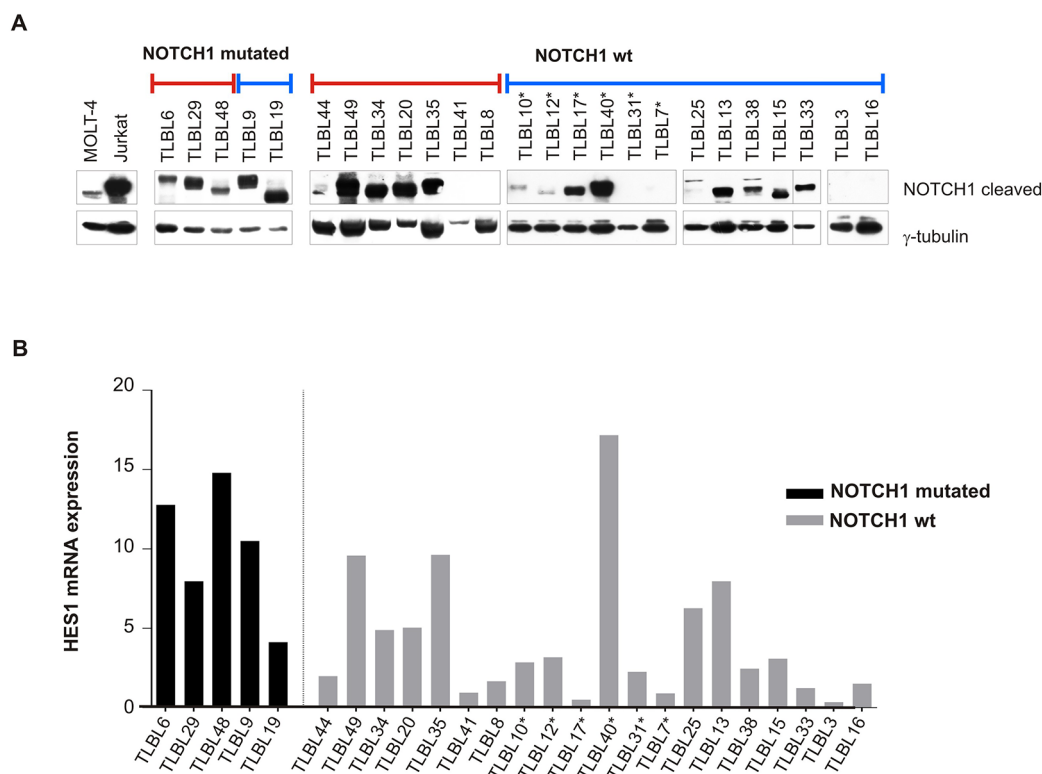 A
NOTCH1 mutated
NOTCH1 wt
MOLT-4
Jurkat
TLBL6
TLBL29
TLBL48
TLBL9
TLBL19
TLBL44
TLBL49
TLBL34
TLBL20
TLBL35
TLBL41
TLBL8
TLBL10*
TLBL12*
TLBL17*
TLBL40*
TLBL31*
TLBL7*
TLBL25
TLBL13
TLBL38
TLBL15
TLBL33
TLBL3
TLBL16
NOTCH1 cleaved
γ-tubulin
B
HES1 mRNA expression
20
15
10
5
0
NOTCH1 mutated
NOTCH1 wt
TLBL6
TLBL29
TLBL48
TLBL9
TLBL19
TLBL44
TLBL49
TLBL34
TLBL20
TLBL35
TLBL41
TLBL8
TLBL10*
TLBL12*
TLBL17*
TLBL40*
TLBL31*
TLBL7*
TLBL25
TLBL13
TLBL38
TLBL15
TLBL33
TLBL3
TLBL16